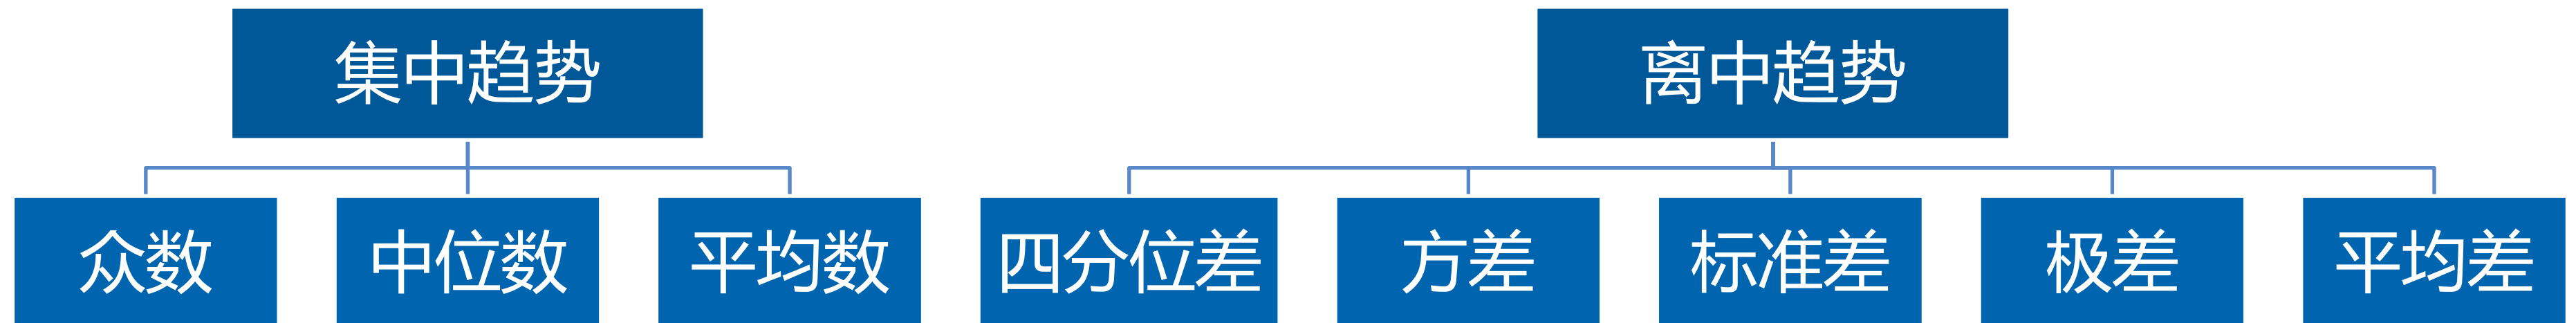 集中趋势
离中趋势
众数
中位数
平均数
四分位差
方差
标准差
极差
平均差